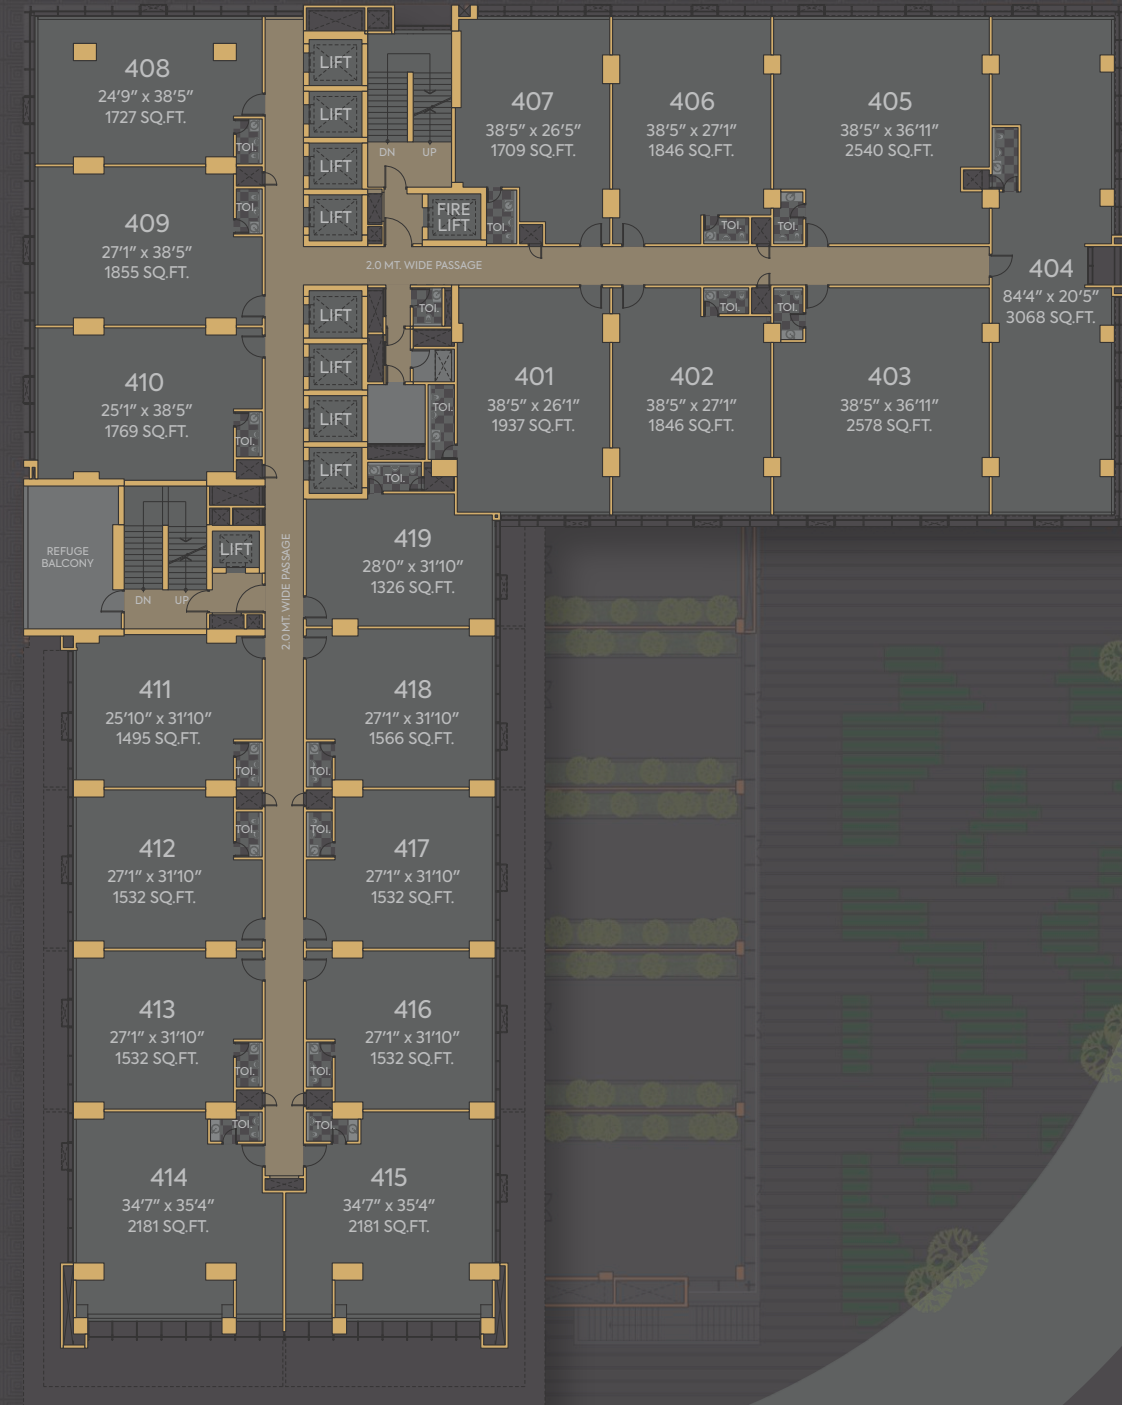 408
24'9" x 38'5"
1727 SQ.FT.
TOI.
LIFT
LIFT
LIFT
LIFT
DN UP
FIRE
LIFT
TOI.
407
38'5" x 26'5"
1709 SQ.FT.
406
38'5" x 27'1"
1846 SQ.FT.
TOI.
405
38'5" x 36'11"
2540 SQ.FT.
TOI.
409
27'1" x 38'5"
1855 SQ.FT.
TOI.
2.0 MT. WIDE PASSAGE
404
84'4" x 20'5"
3068 SQ.FT.
410
25'1" x 38'5"
1769 SQ.FT.
TOI.
LIFT
LIFT
LIFT
LIFT
TOI.
TOI.
TOI.
401
38'5" x 26'1"
1937 SQ.FT.
402
38'5" x 27'1"
1846 SQ.FT.
TOI.
403
38'5" x 36'11"
2578 SQ.FT.
TOI.
REFUGE
BALCONY
DN UP
LIFT
2.0 MT. WIDE PASSAGE
419
28'0" x 31'10"
1326 SQ.FT.
411
25'10" x 31'10"
1495 SQ.FT.
TOI.
418
27'1" x 31'10"
1566 SQ.FT.
TOI.
412
27'1" x 31'10"
1532 SQ.FT.
TOI.
417
27'1" x 31'10"
1532 SQ.FT.
TOI.
413
27'1" x 31'10"
1532 SQ.FT.
TOI.
416
27'1" x 31'10"
1532 SQ.FT.
TOI.
414
34'7" x 35'4"
2181 SQ.FT.
TOI.
415
34'7" x 35'4"
2181 SQ.FT.
TOI.